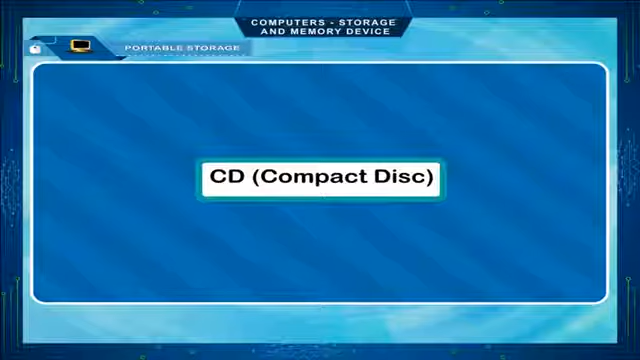 COMPUTERS - STORAGE
AND MEMORY DEVICE
PORTABLE STORAGE
CD (Compact Disc)